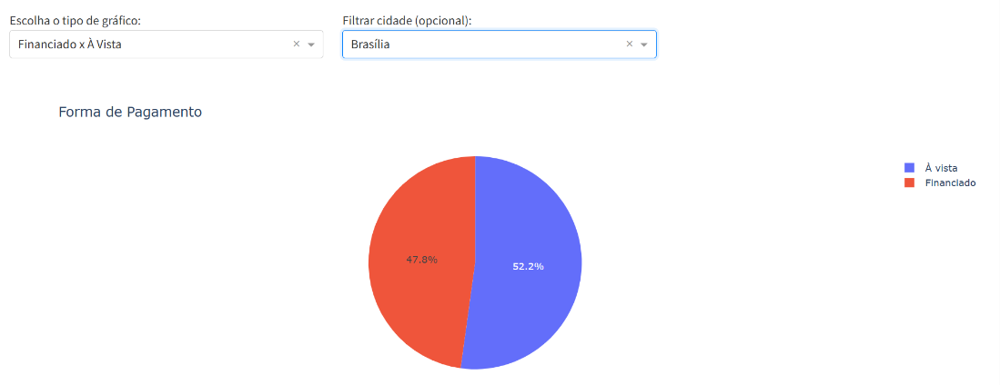 Escolha o tipo de gráfico:
Financiado x À Vista
Filtrar cidade (opcional):
Brasília
Forma de Pagamento
À vista
Financiado
47.8%
52.2%